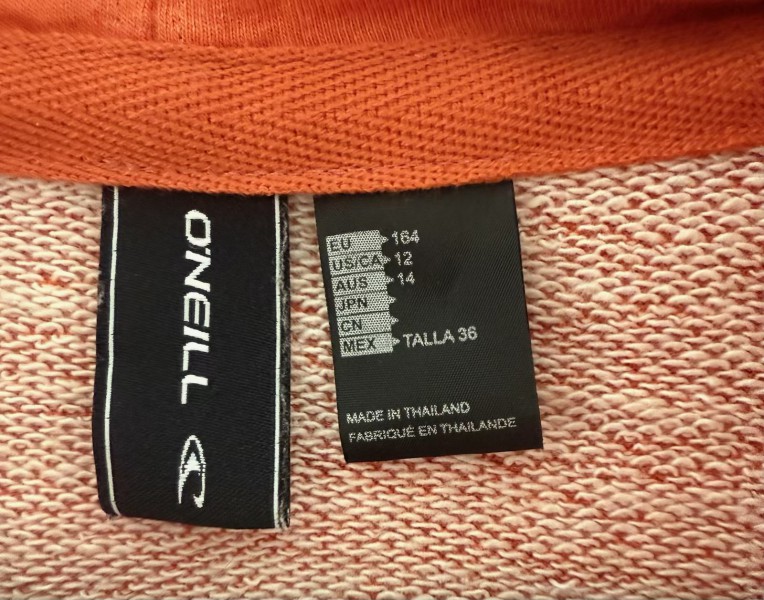 O'NEILL
EU 164
US/CA 12
AUS 14
JPN
CN
MEX TALLA 36
MADE IN THAILAND
FABRIQUÉ EN THAILANDE